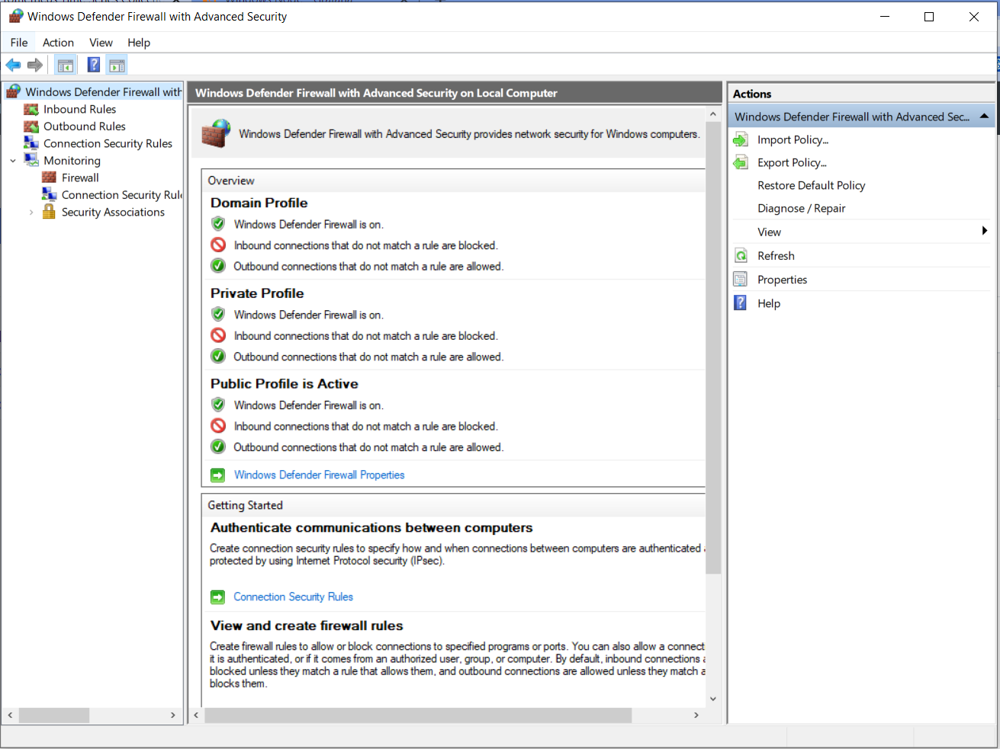 Windows Defender Firewall with Advanced Security
File Action View Help
Windows Defender Firewall with
Inbound Rules
Outbound Rules
Connection Security Rules
Monitoring
Firewall
Connection Security Rule
Security Associations
Windows Defender Firewall with Advanced Security on Local Computer
Windows Defender Firewall with Advanced Security provides network security for Windows computers.
Overview
Domain Profile
Windows Defender Firewall is on.
Inbound connections that do not match a rule are blocked.
Outbound connections that do not match a rule are allowed.
Private Profile
Windows Defender Firewall is on.
Inbound connections that do not match a rule are blocked.
Outbound connections that do not match a rule are allowed.
Public Profile is Active
Windows Defender Firewall is on.
Inbound connections that do not match a rule are blocked.
Outbound connections that do not match a rule are allowed.
Windows Defender Firewall Properties
Getting Started
Authenticate communications between computers
Create connection security rules to specify how and when connections between computers are authenticated
protected by using Internet Protocol security (IPsec).
Connection Security Rules
View and create firewall rules
Create firewall rules to allow or block connections to specified programs or ports. You can also allow a connect
it is authenticated, or if it comes from an authorized user, group, or computer. By default, inbound connections
blocked unless they match a rule that allows them, and outbound connections are allowed unless they match a
blocks them.
Actions
Windows Defender Firewall with Advanced Sec...
Import Policy...
Export Policy...
Restore Default Policy
Diagnose / Repair
View
Refresh
Properties
Help